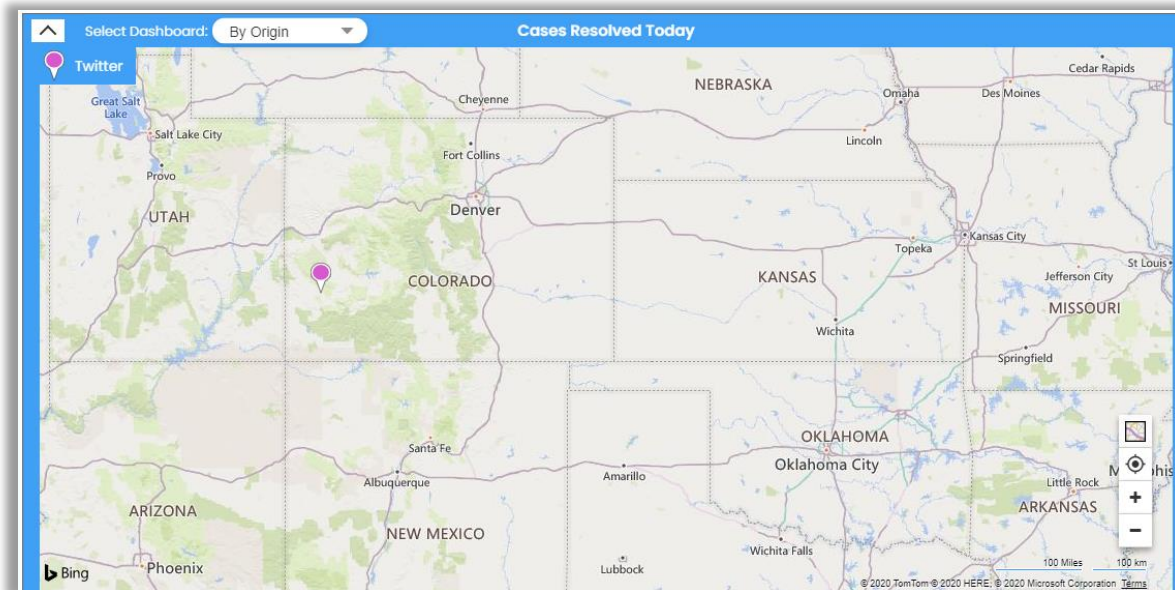 Select Dashboard: By Origin
Cases Resolved Today
Twitter
Great Salt
Lake
Salt Lake City
Provo
UTAH
Cheyenne
Fort Collins
Denver
COLORADO
NEBRASKA
Omaha
Lincoln
Des Moines
Cedar Rapids
KANSAS
Topeka
Kansas City
Wichita
Jefferson City
St Louis
MISSOURI
Springfield
Santa Fe
Albuquerque
ARIZONA
Phoenix
NEW MEXICO
Amarillo
Lubbock
OKLAHOMA
Oklahoma City
Wichita Falls
Little Rock
ARKANSAS
Bing
100 Miles
100 km
© 2020 TomTom © 2020 HERE, © 2020 Microsoft Corporation Terms